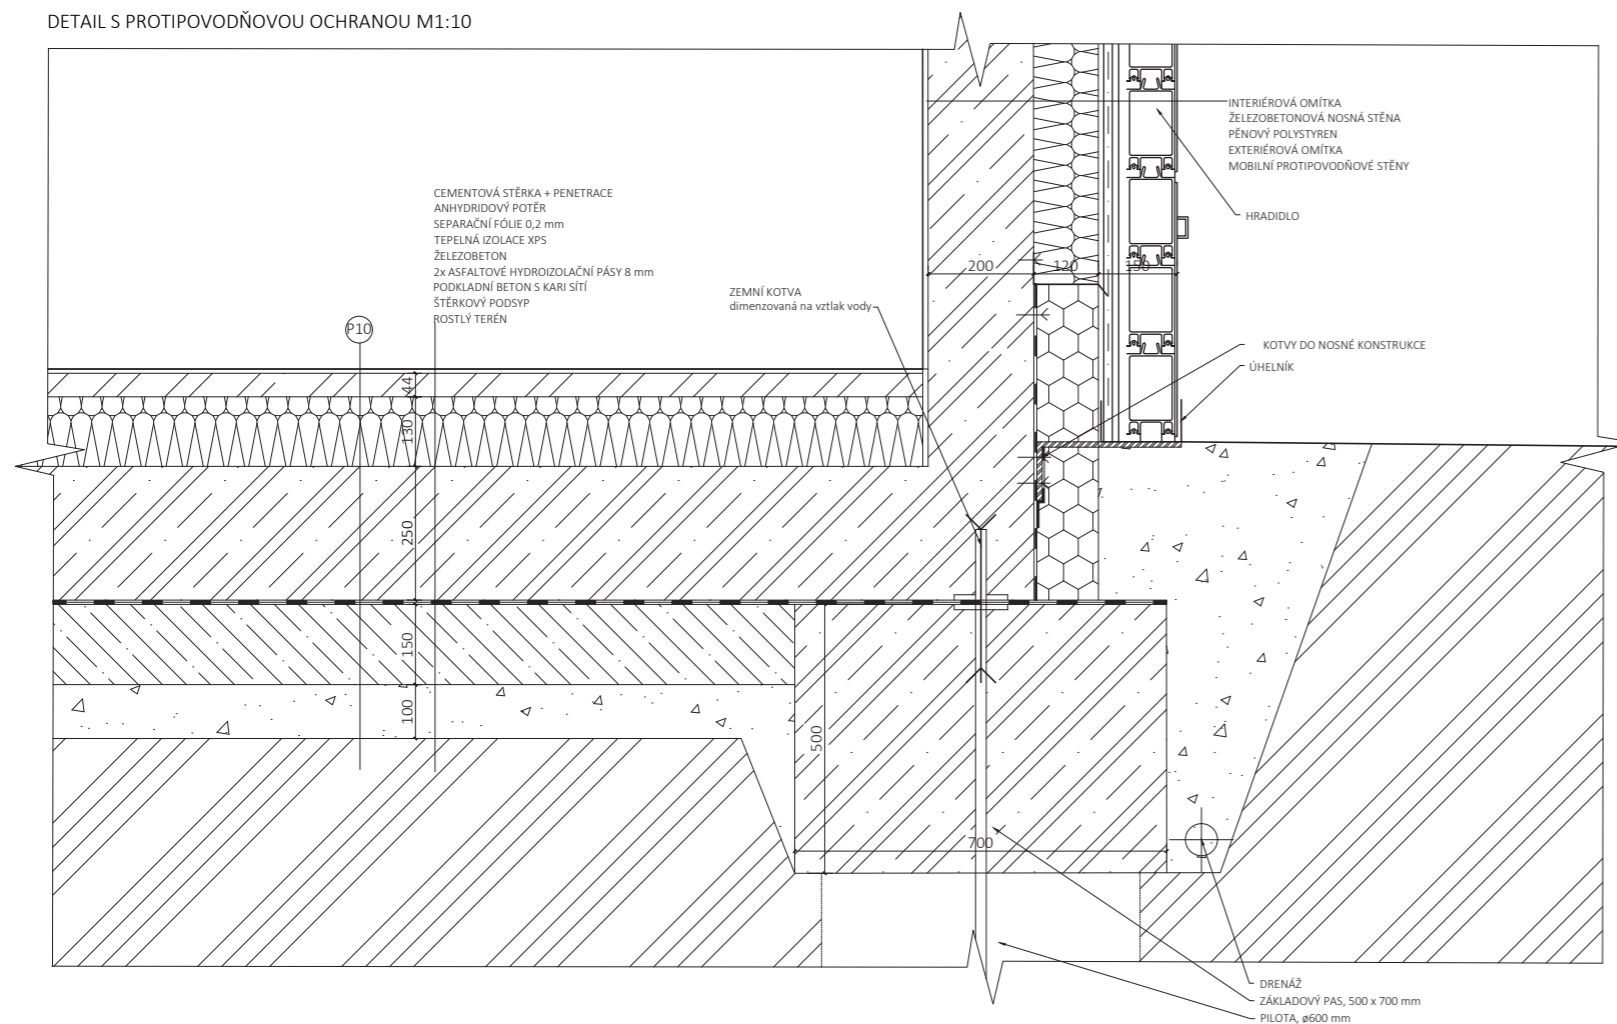 DETAIL S PROTIPOVODŇOVOU OCHRANOU M1:10
INTERIÉROVÁ OMÍTKA
ŽELEZOBETONOVÁ NOSNÁ STĚNA
PĚNOVÝ POLYSTYREN
EXTERIÉROVÁ OMÍTKA
MOBILNÍ PROTIPOVODŇOVÉ STĚNY
CEMENTOVÁ STĚRKA + PENETRACE
ANHYDRIDOVÝ POTĚR
SEPARAČNÍ FÓLIE 0,2 mm
TEPELNÁ IZOLACE XPS
ŽELEZOBETON
2x ASFALTOVÉ HYDROIZOLAČNÍ PÁSY 8 mm
PODKLADNÍ BETON S KARI SÍTÍ
ŠTĚRKOVÝ PODSYP
ROSTLÝ TERÉN
HRADIDLO
200
120
150
ZEMNÍ KOTVA
dimenzovaná na vztlak vody
P10
KOTVY DO NOSNÉ KONSTRUKCE
ÚHELNÍK
44
130
250
150
100
500
700
DRENÁŽ
ZÁKLADOVÝ PAS, 500 x 700 mm
PILOTA, ø600 mm